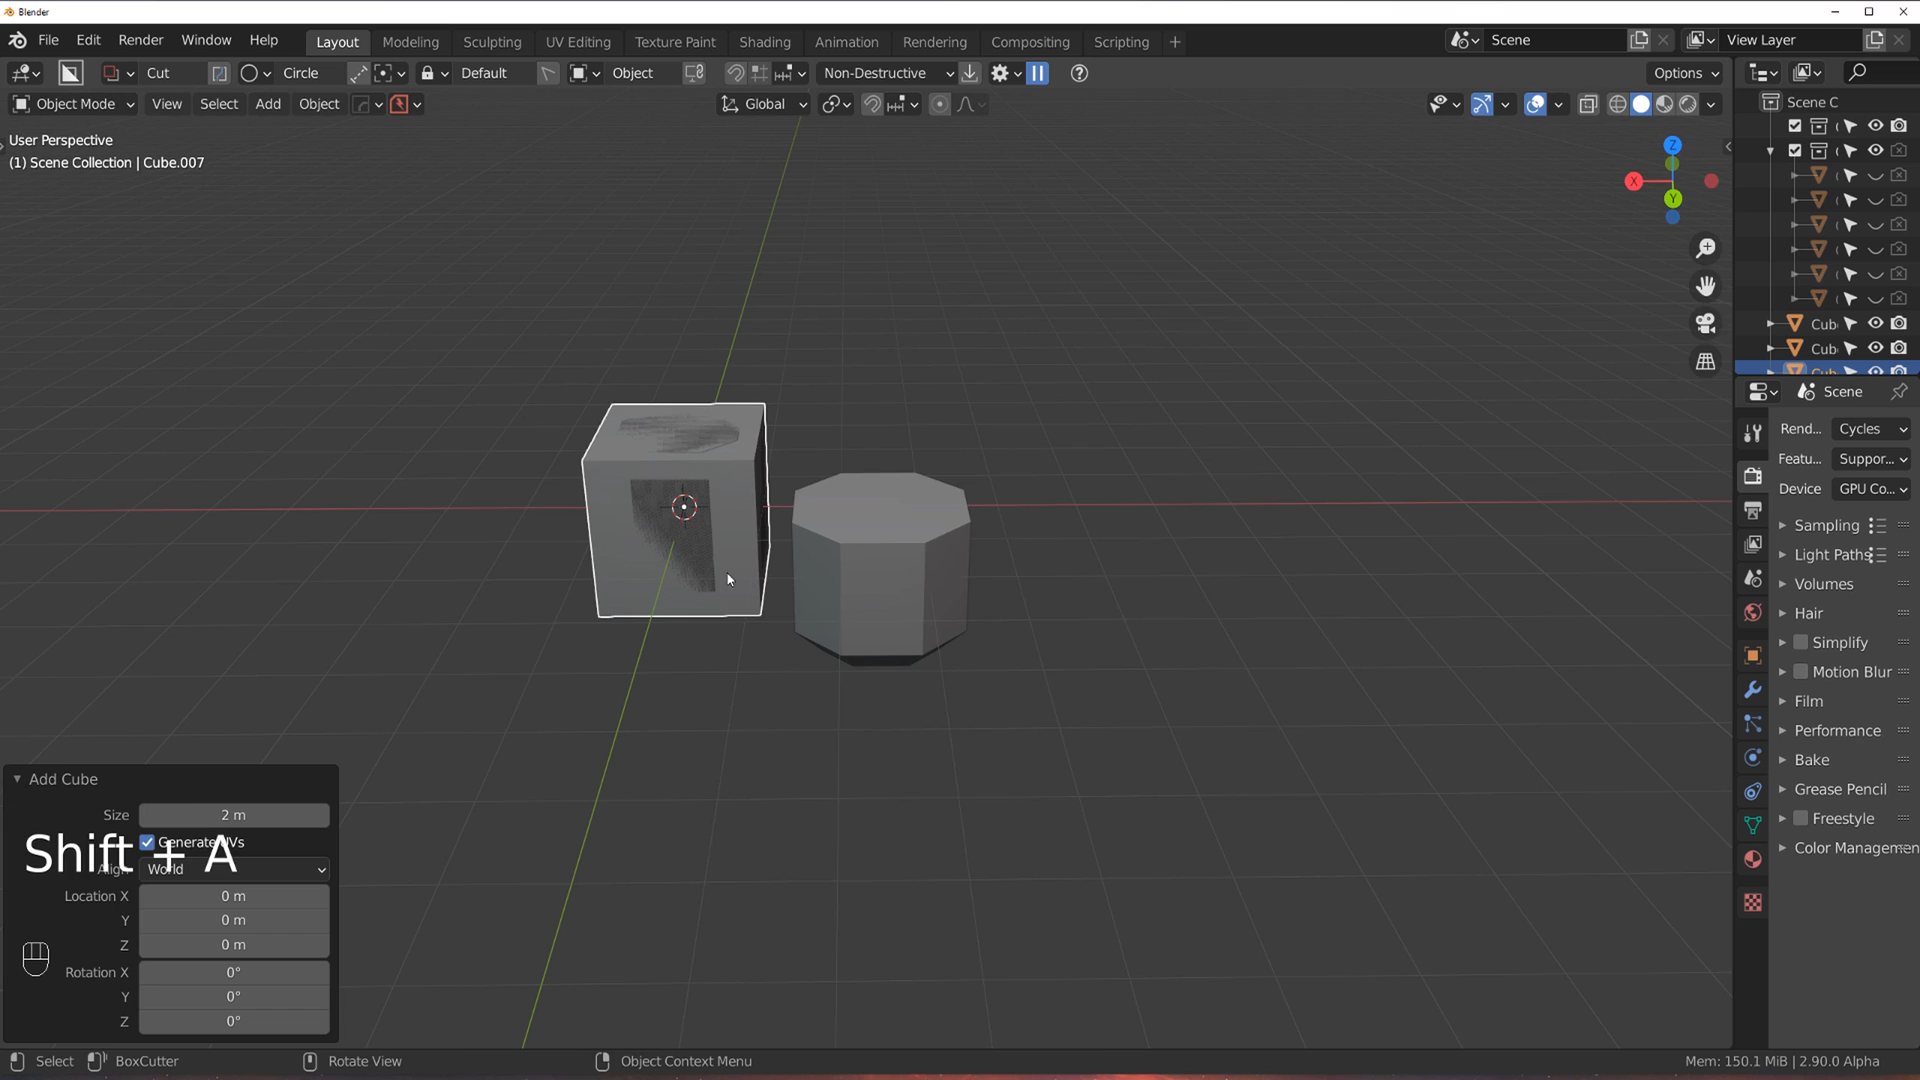 Blender
File Edit Render Window Help Layout Modeling Sculpting UV Editing Texture Paint Shading Animation Rendering Compositing Scripting + Scene View Layer
Cut Circle Default Object Non-Destructive Options
Object Mode View Select Add Object Global
Scene C
User Perspective
(1) Scene Collection | Cube.007
Z
X
Y
Cub
Cub
Cub
Scene
Rend... Cycles
Featu... Suppor...
Device GPU Co...
Sampling
Light Paths
Volumes
Hair
Simplify
Motion Blur
Film
Performance
Bake
Grease Pencil
Freestyle
Color Managemen
Add Cube
Size 2 m
Generate UVs
Shift + A
Align World
Location X 0 m
Y 0 m
Z 0 m
Rotation X 0°
Y 0°
Z 0°
Select BoxCutter Rotate View Object Context Menu Mem: 150.1 MiB | 2.90.0 Alpha